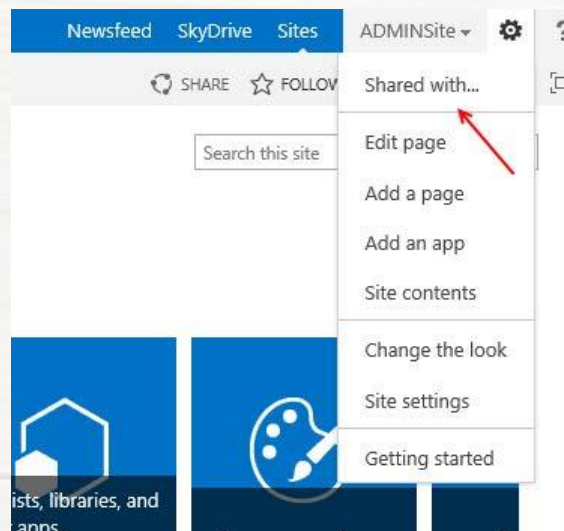 Newsfeed SkyDrive Sites ADMINSite ?
SHARE FOLLOW
Shared with...
Search this site
Edit page
Add a page
Add an app
Site contents
Change the look
Site settings
Getting started
ists, libraries, and
apps